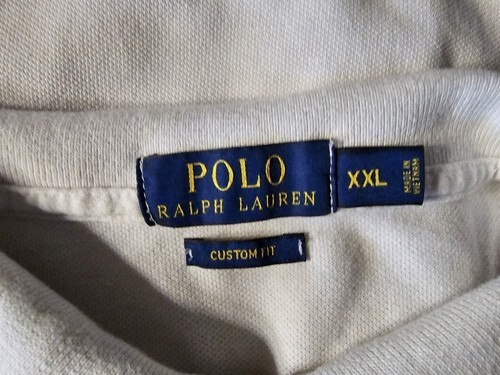 POLO
RALPH LAUREN
XXL
MADE IN
VIETNAM
CUSTOM FIT